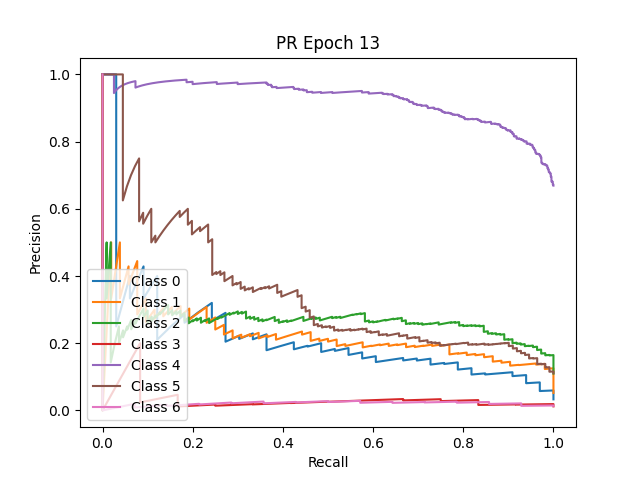 PR Epoch 13
Precision
1.0
0.8
0.6
0.4
0.2
0.0
Class 0
Class 1
Class 2
Class 3
Class 4
Class 5
Class 6
0.0 0.2 0.4 0.6 0.8 1.0
Recall